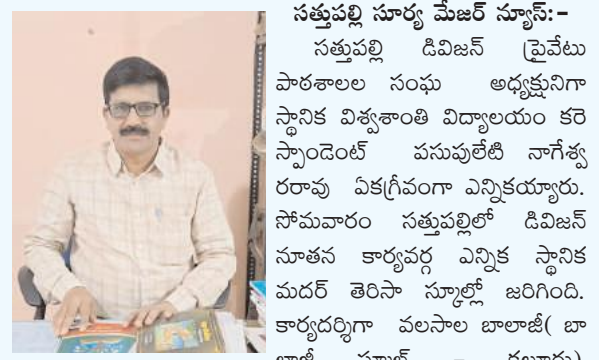 సత్తుపల్లి సూర్య మేజర్ న్యూస్:-
సత్తుపల్లి డివిజన్ ప్రైవేటు
పాఠశాలల సంఘ అధ్యక్షునిగా
స్థానిక విశ్వశాంతి విద్యాలయం కరె
స్పాండెంట్ పసుపులేటి నాగేశ్వ
రరావు ఏకగ్రీవంగా ఎన్నికయ్యారు.
సోమవారం సత్తుపల్లిలో డివిజన్
నూతన కార్యవర్గ ఎన్నిక స్థానిక
మదర్ తెరిసా స్కూల్లో జరిగింది.
కార్యదర్శిగా వలసాల బాలాజీ( బా